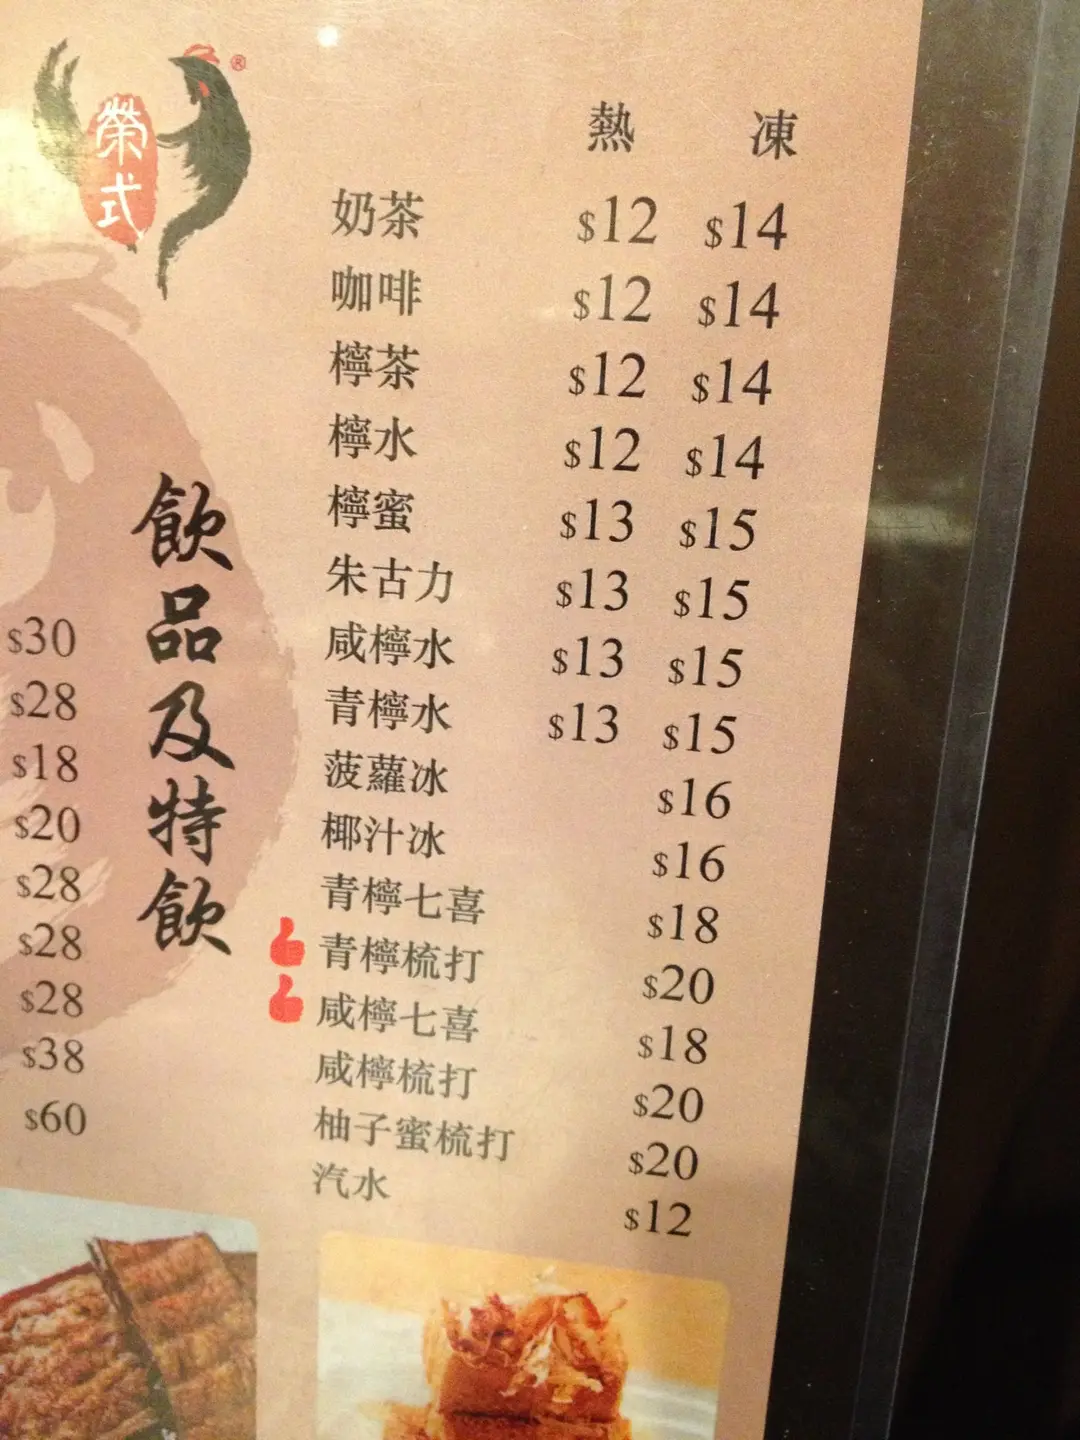 榮式
®
熱 凍
奶茶 $12 $14
咖啡 $12 $14
檸茶 $12 $14
檸水 $12 $14
檸蜜 $13 $15
朱古力 $13 $15
咸檸水 $13 $15
青檸水 $13 $15
菠蘿冰 $16
椰汁冰 $16
青檸七喜 $18
青檸梳打 $20
咸檸七喜 $18
咸檸梳打 $20
柚子蜜梳打 $20
汽水 $12
飲品及特飲
$30
$28
$18
$20
$28
$28
$28
$38
$60